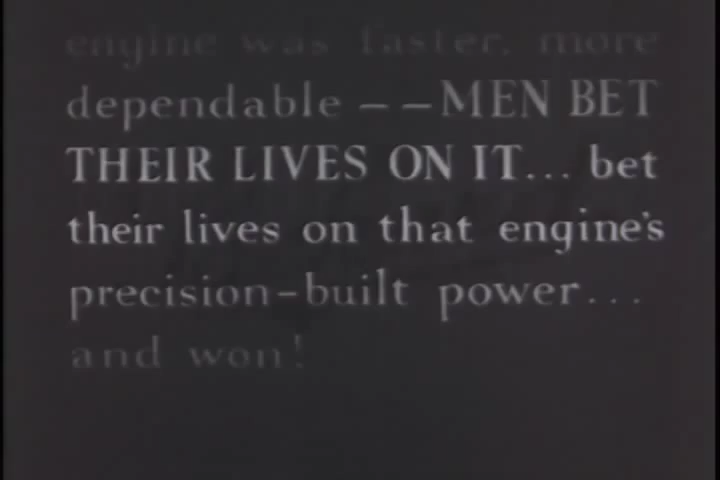 engine was faster, more
dependable — — MEN BET
THEIR LIVES ON IT... bet
their lives on that engine's
precision-built power...
and won!